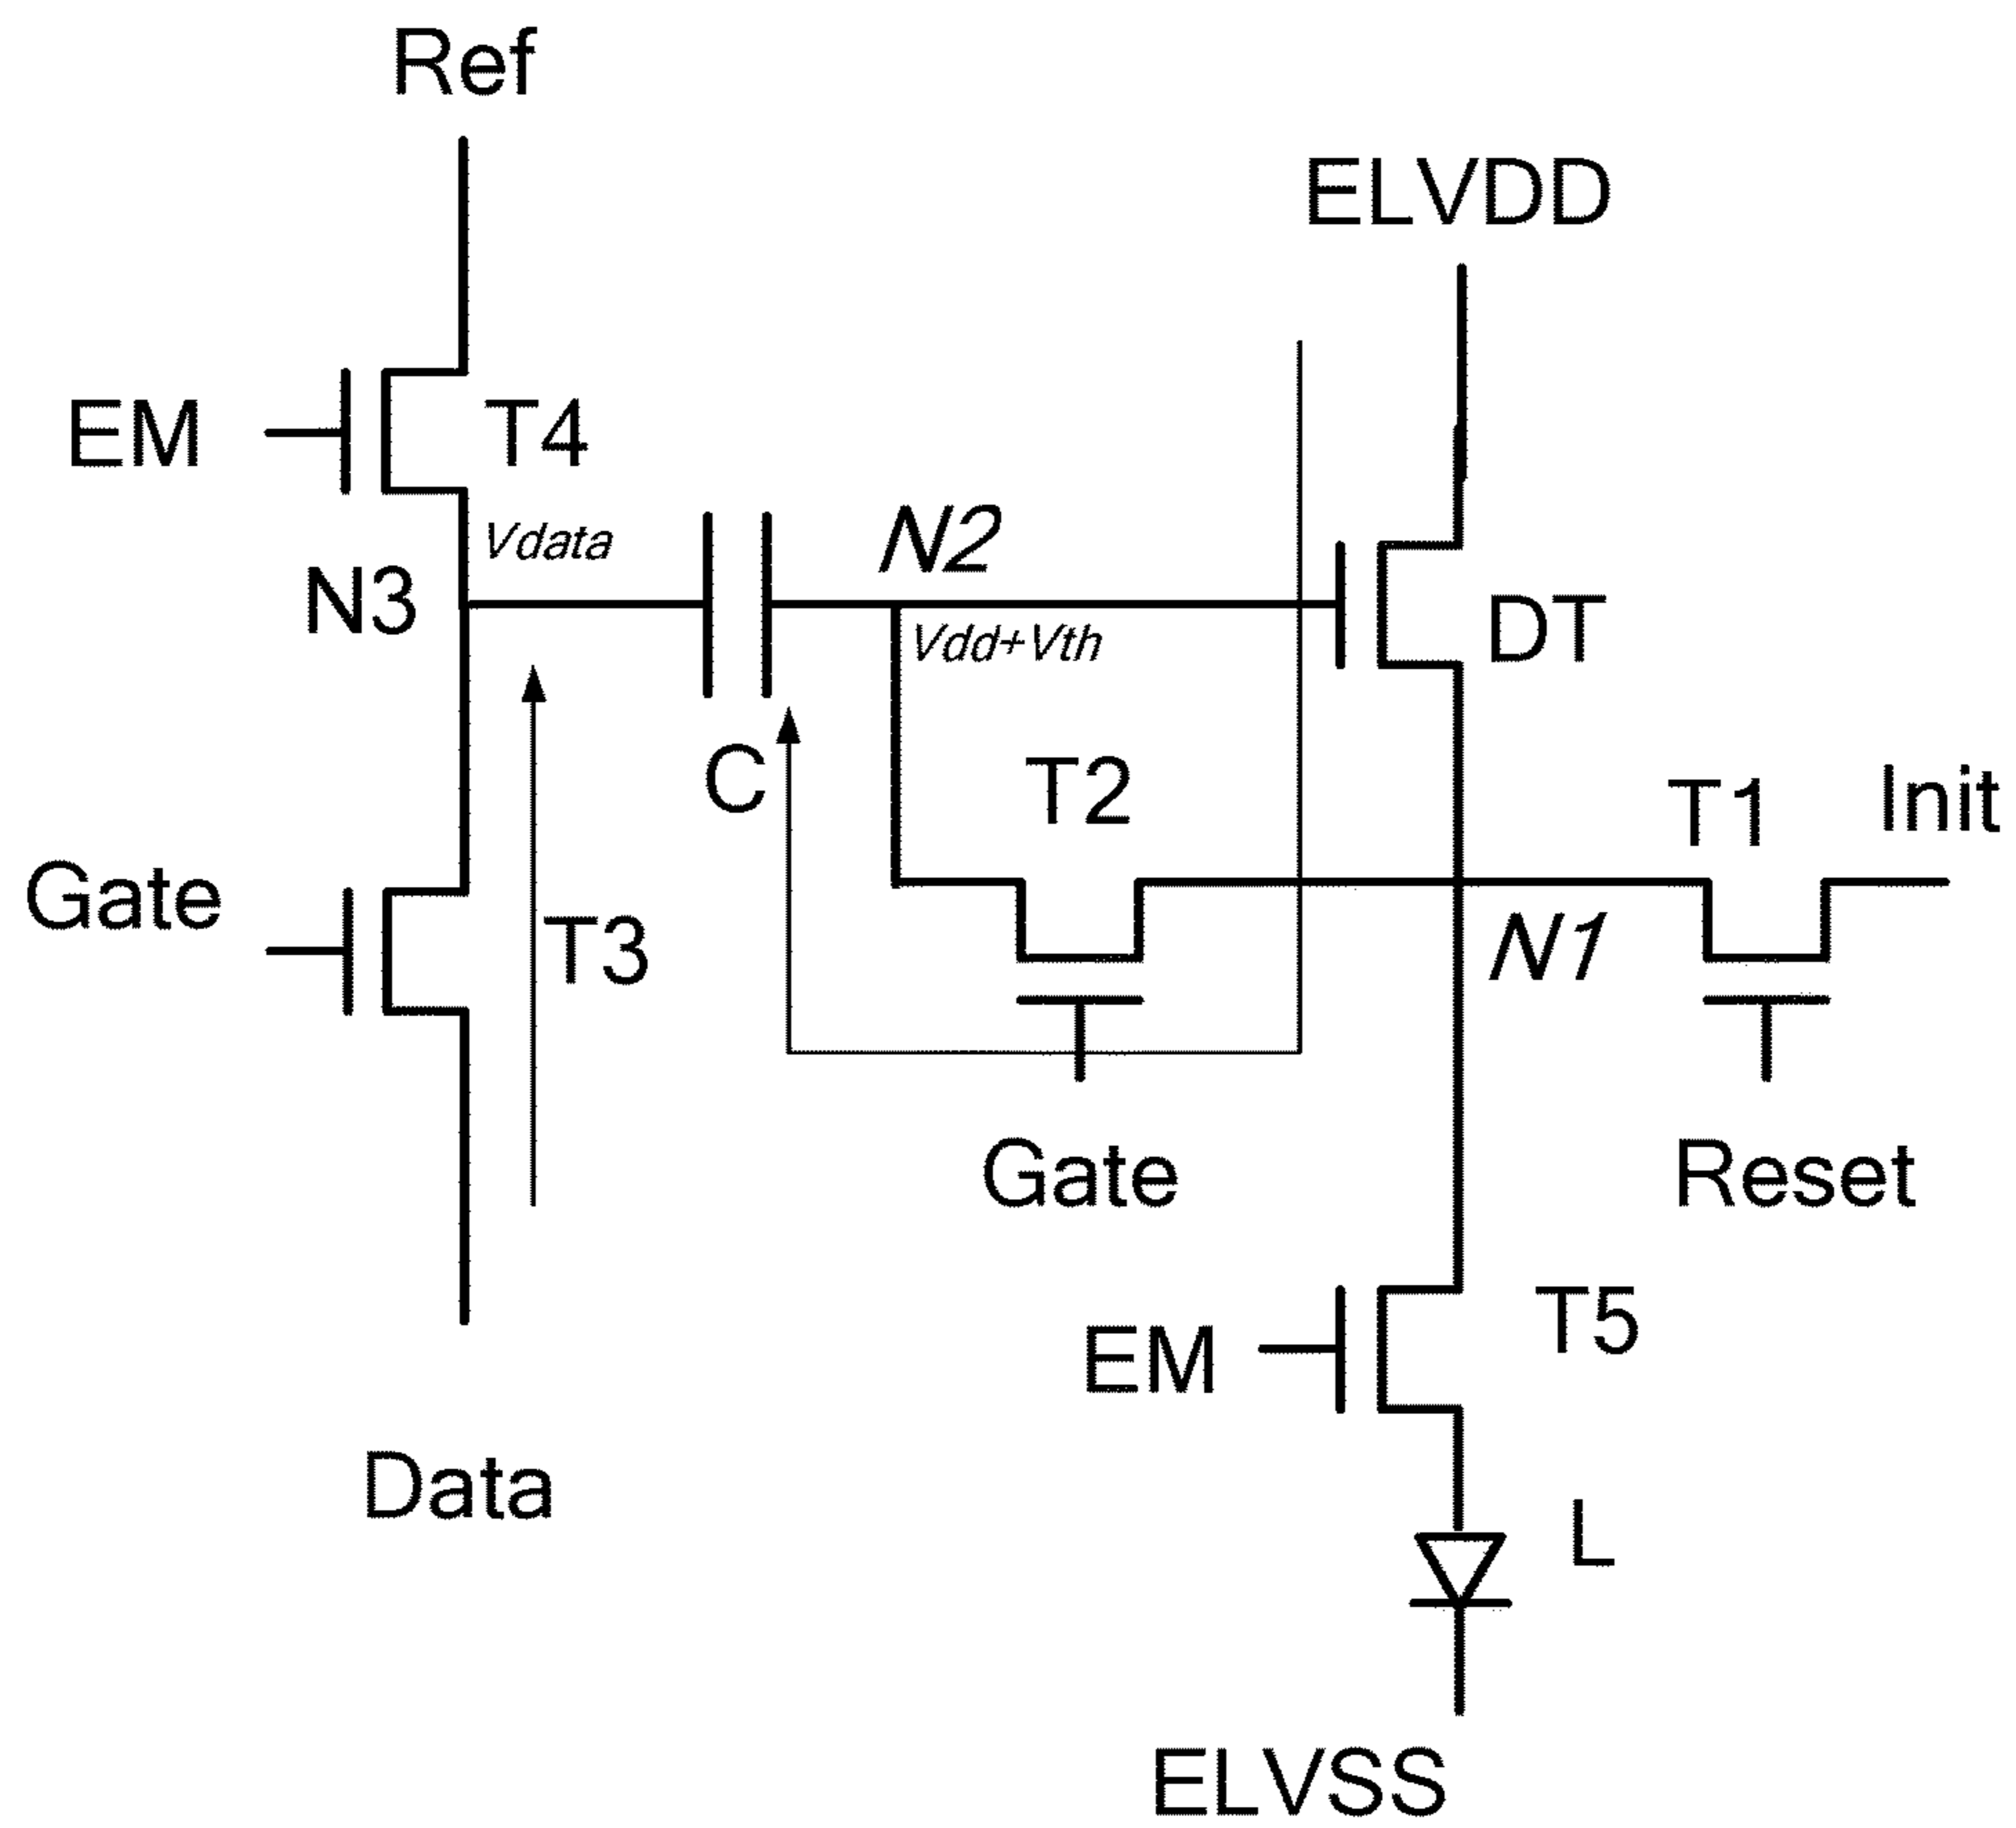 Ref
ELVDD
EM
T4
Vdata
N2
N3
DT
Vdd+Vth
C
T2
T1
Init
Gate
T3
N1
Gate
Reset
T5
EM
Data
L
ELVSS